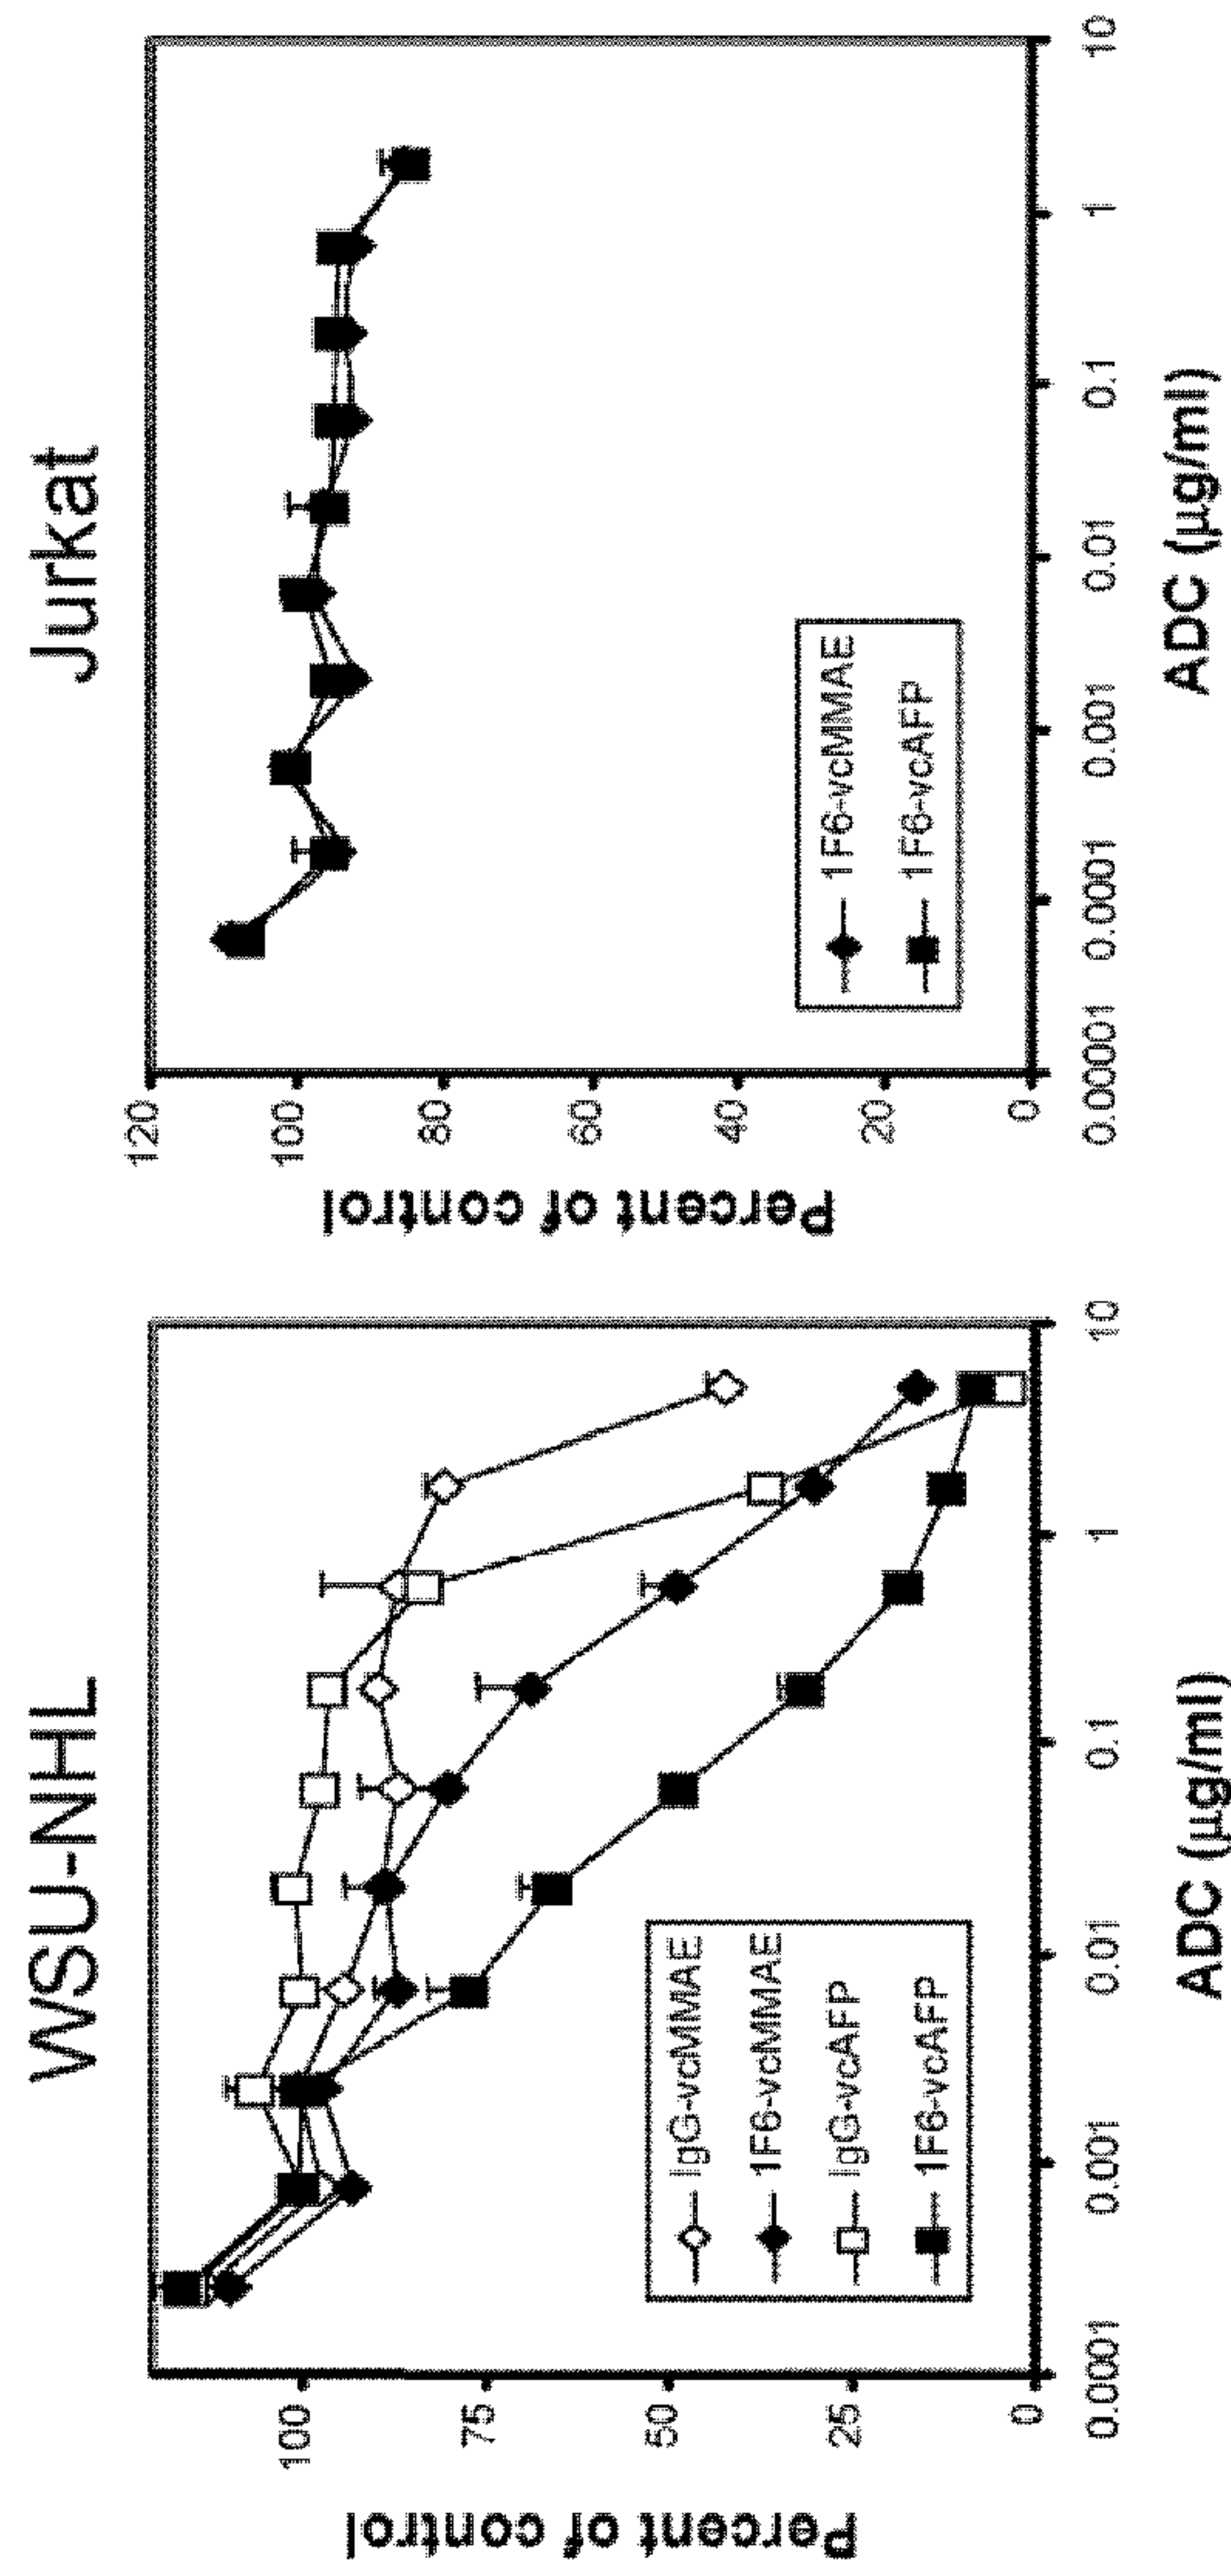 WSU-NHL
Percent of control
100
75
50
25
0
IgG-vcMMAE
1F6-vcMMAE
IgG-vcAFP
1F6-vcAFP
0.0001
0.001
0.01
0.1
1
10
ADC (µg/ml)
Jurkat
Percent of control
120
100
80
60
40
20
0
1F6-vcMMAE
1F6-vcAFP
0.00001
0.0001
0.001
0.01
0.1
1
10
ADC (µg/ml)